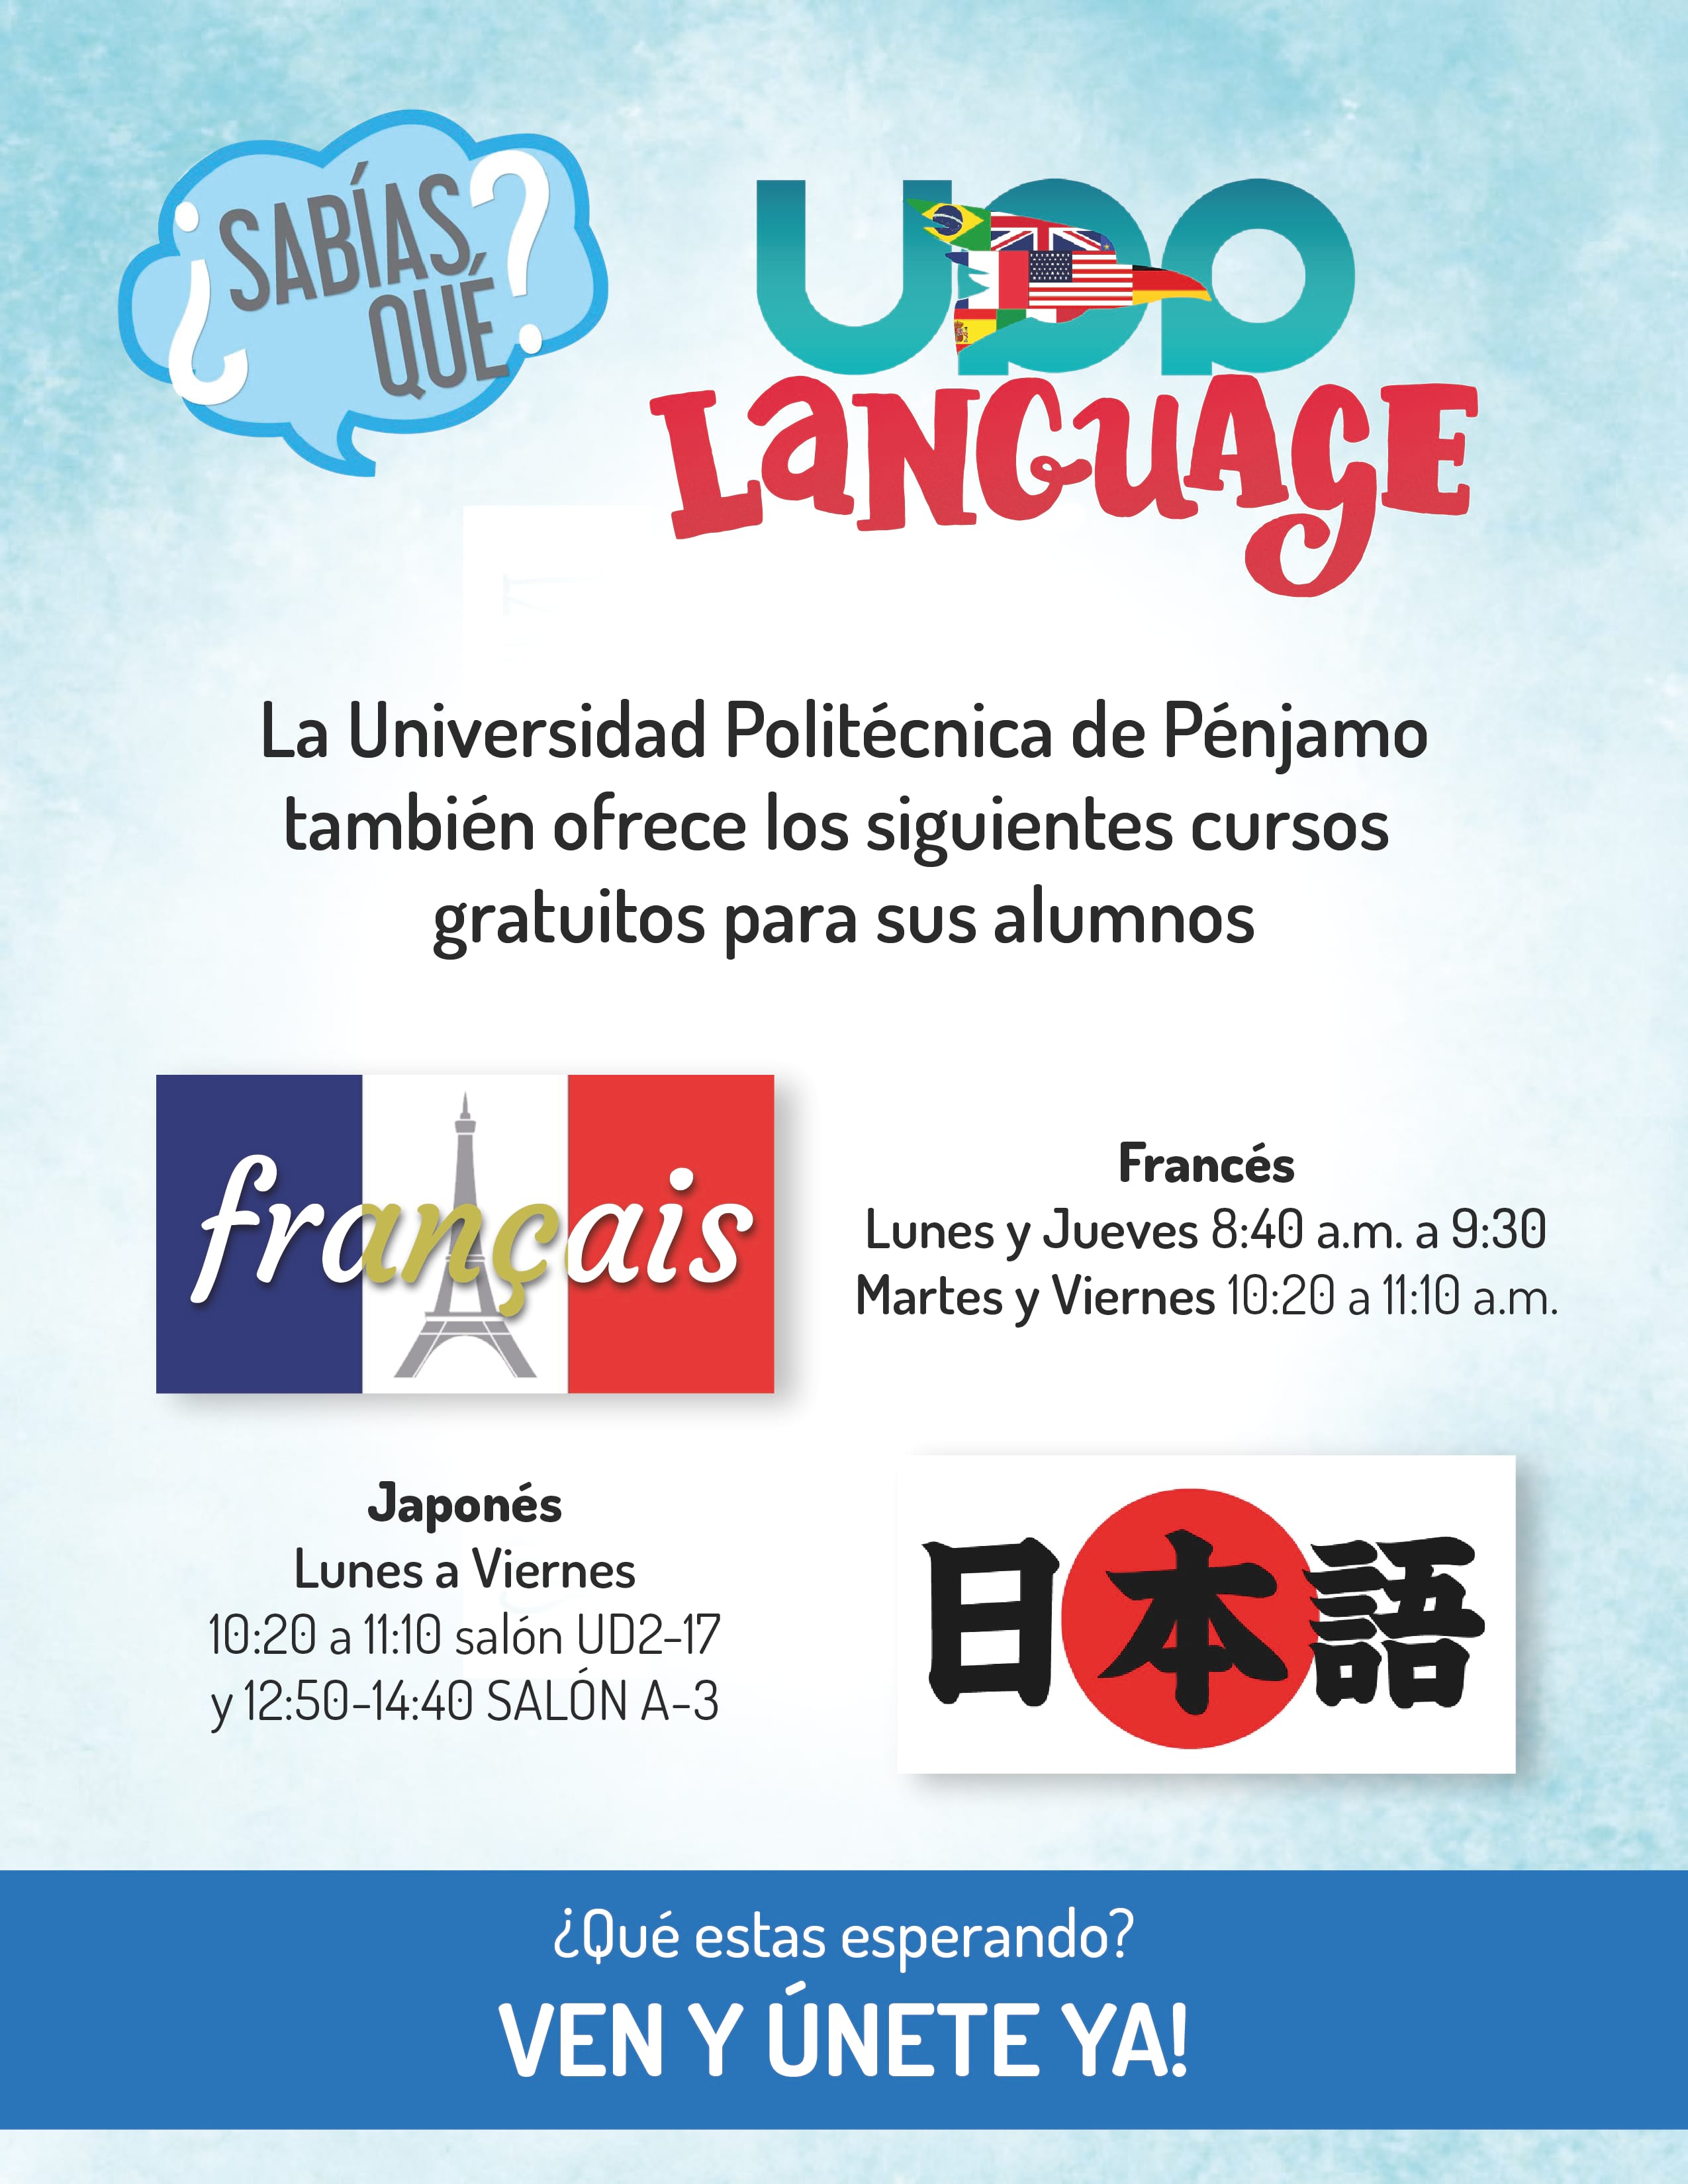 ¿SABÍAS
QUÉ?
UPP
LANGUAGE
La Universidad Politécnica de Pénjamo
también ofrece los siguientes cursos
gratuitos para sus alumnos
français
Francés
Lunes y Jueves 8:40 a.m. a 9:30
Martes y Viernes 10:20 a 11:10 a.m.
Japonés
Lunes a Viernes
10:20 a 11:10 salón UD2-17
y 12:50-14:40 SALÓN A-3
日本語
¿Qué estas esperando?
VEN Y ÚNETE YA!